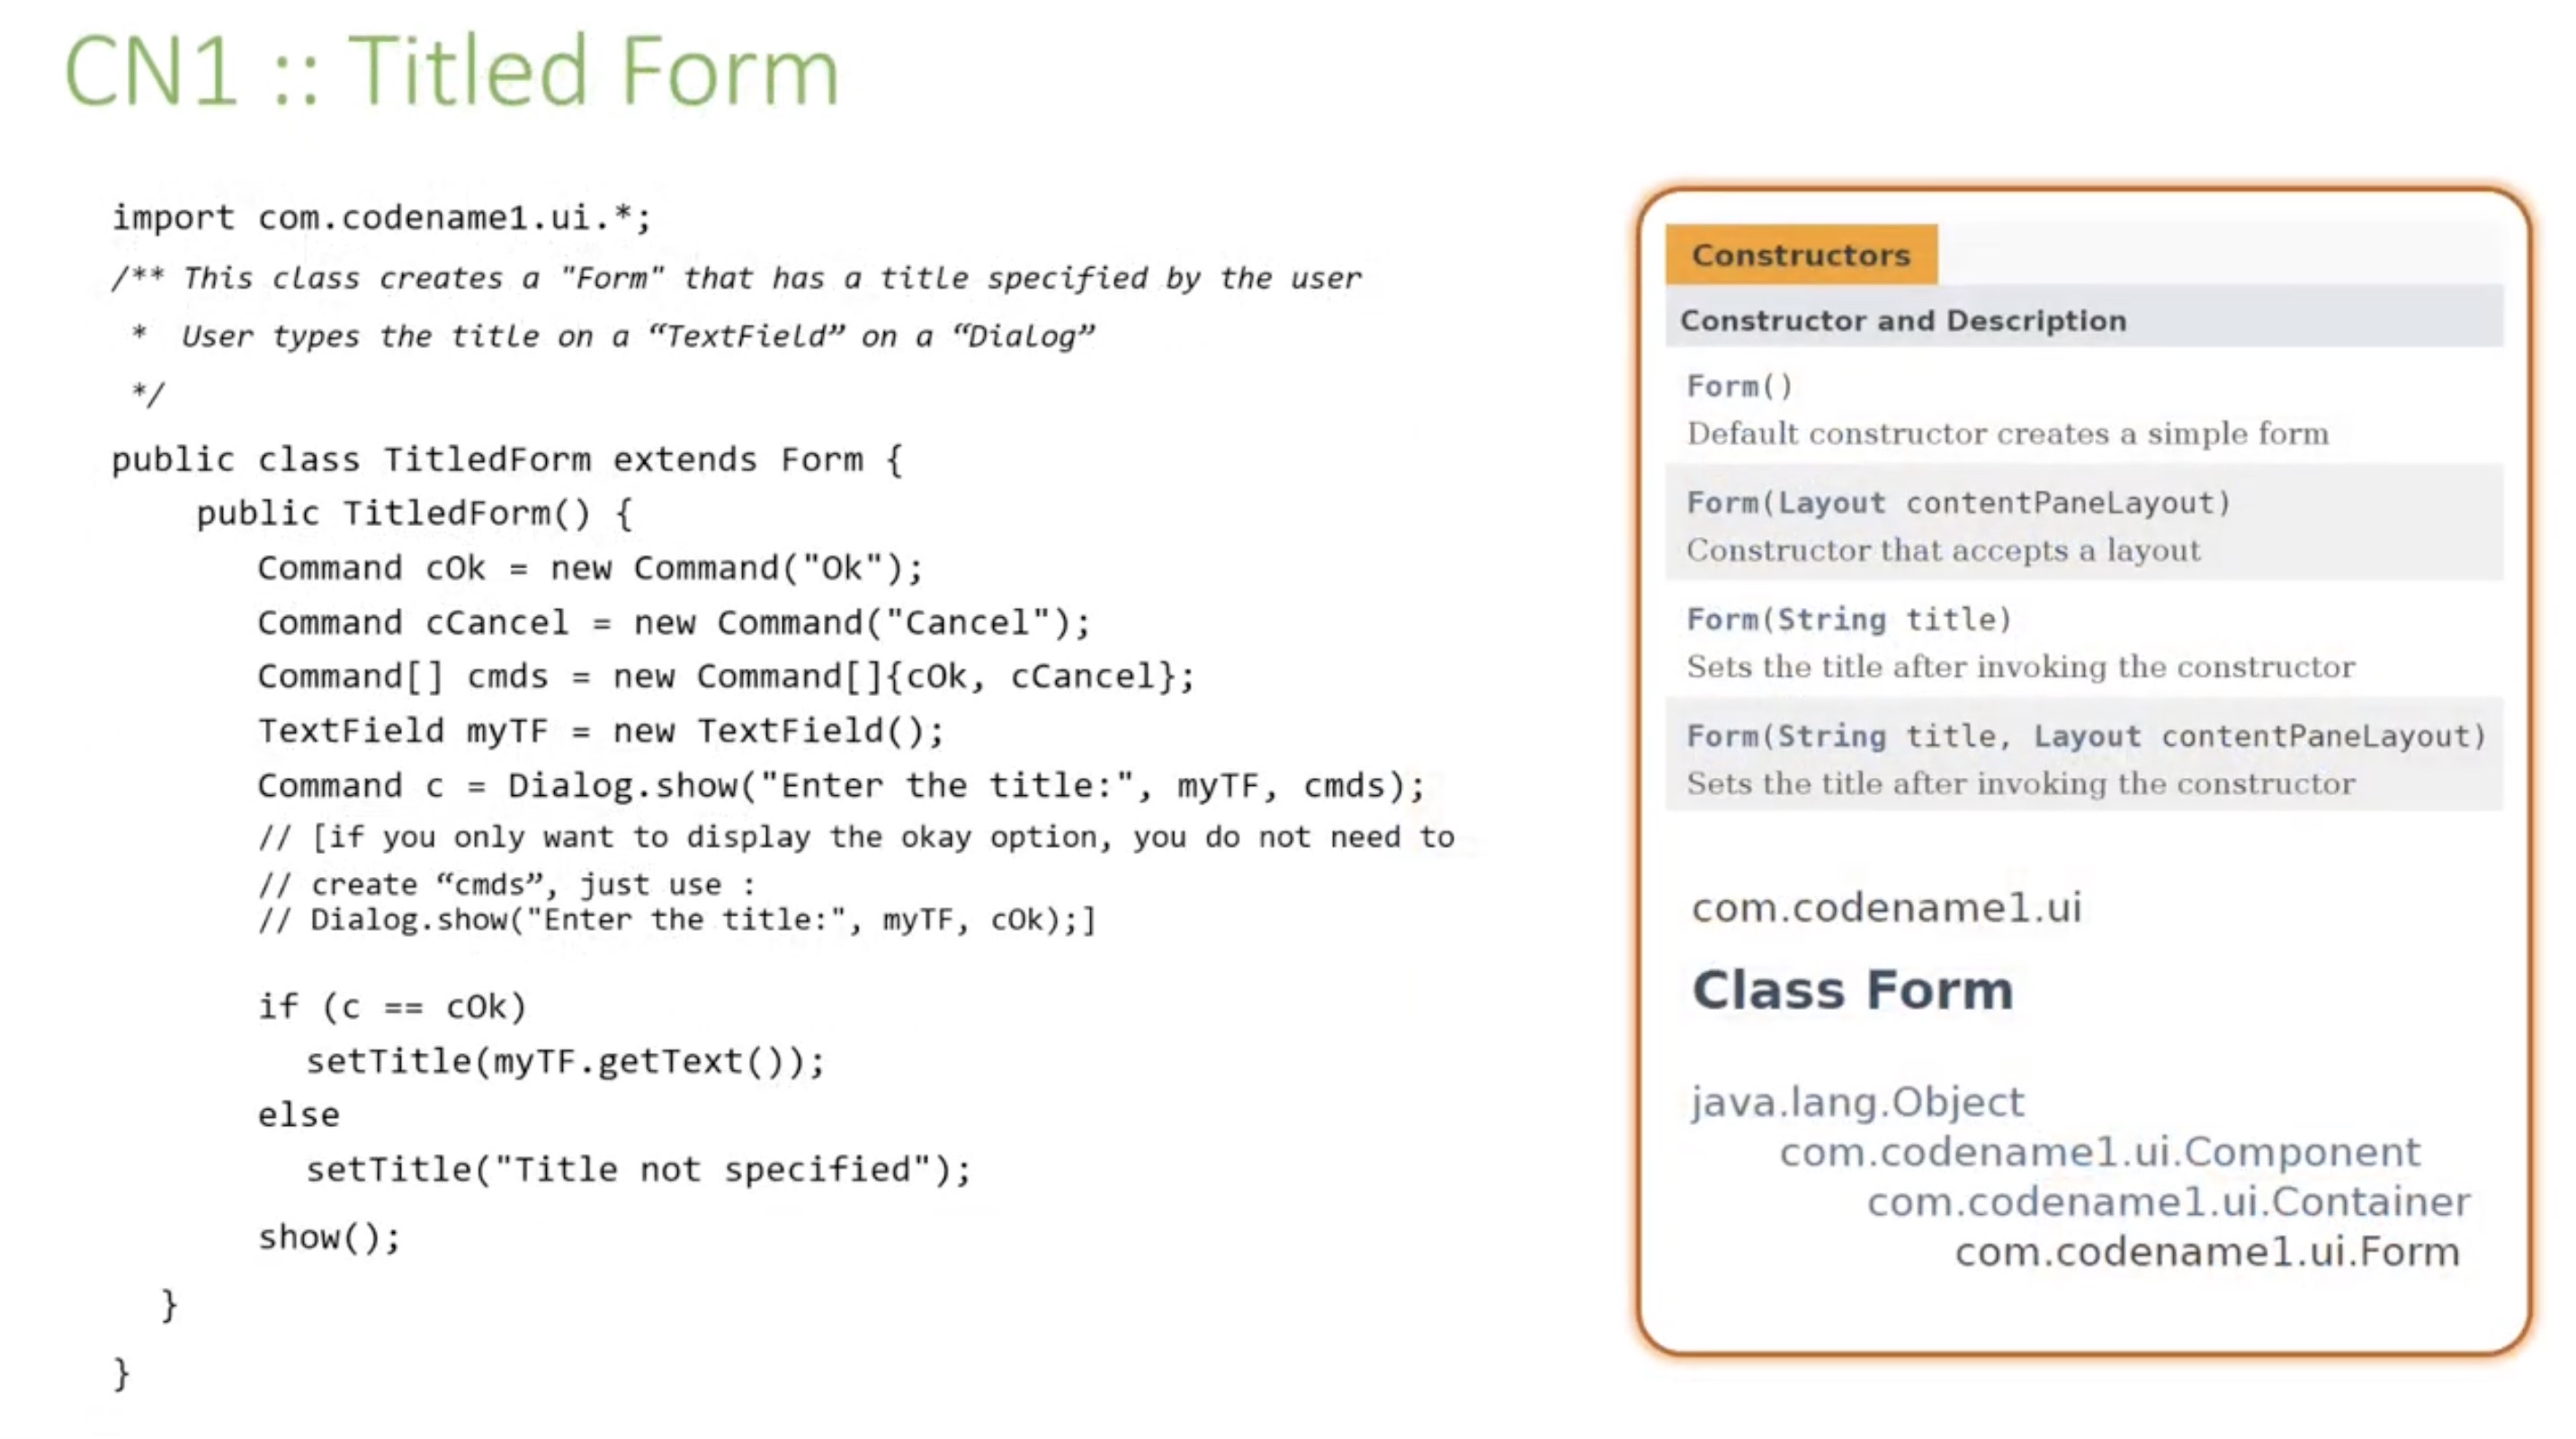 CN1 :: Titled Form
import com.codename1.ui.*;
/** This class creates a "Form" that has a title specified by the user
*  User types the title on a “TextField” on a “Dialog”
*/
public class TitledForm extends Form {
public TitledForm() {
Command cOk = new Command("Ok");
Command cCancel = new Command("Cancel");
Command[] cmds = new Command[]{cOk, cCancel};
TextField myTF = new TextField();
Command c = Dialog.show("Enter the title:", myTF, cmds);
// [if you only want to display the okay option, you do not need to
// create “cmds”, just use :
// Dialog.show("Enter the title:", myTF, cOk);]
if (c == cOk)
setTitle(myTF.getText());
else
setTitle("Title not specified");
show();
}
}
Constructors
Constructor and Description
Form()
Default constructor creates a simple form
Form(Layout contentPaneLayout)
Constructor that accepts a layout
Form(String title)
Sets the title after invoking the constructor
Form(String title, Layout contentPaneLayout)
Sets the title after invoking the constructor
com.codename1.ui
Class Form
java.lang.Object
com.codename1.ui.Component
com.codename1.ui.Container
com.codename1.ui.Form